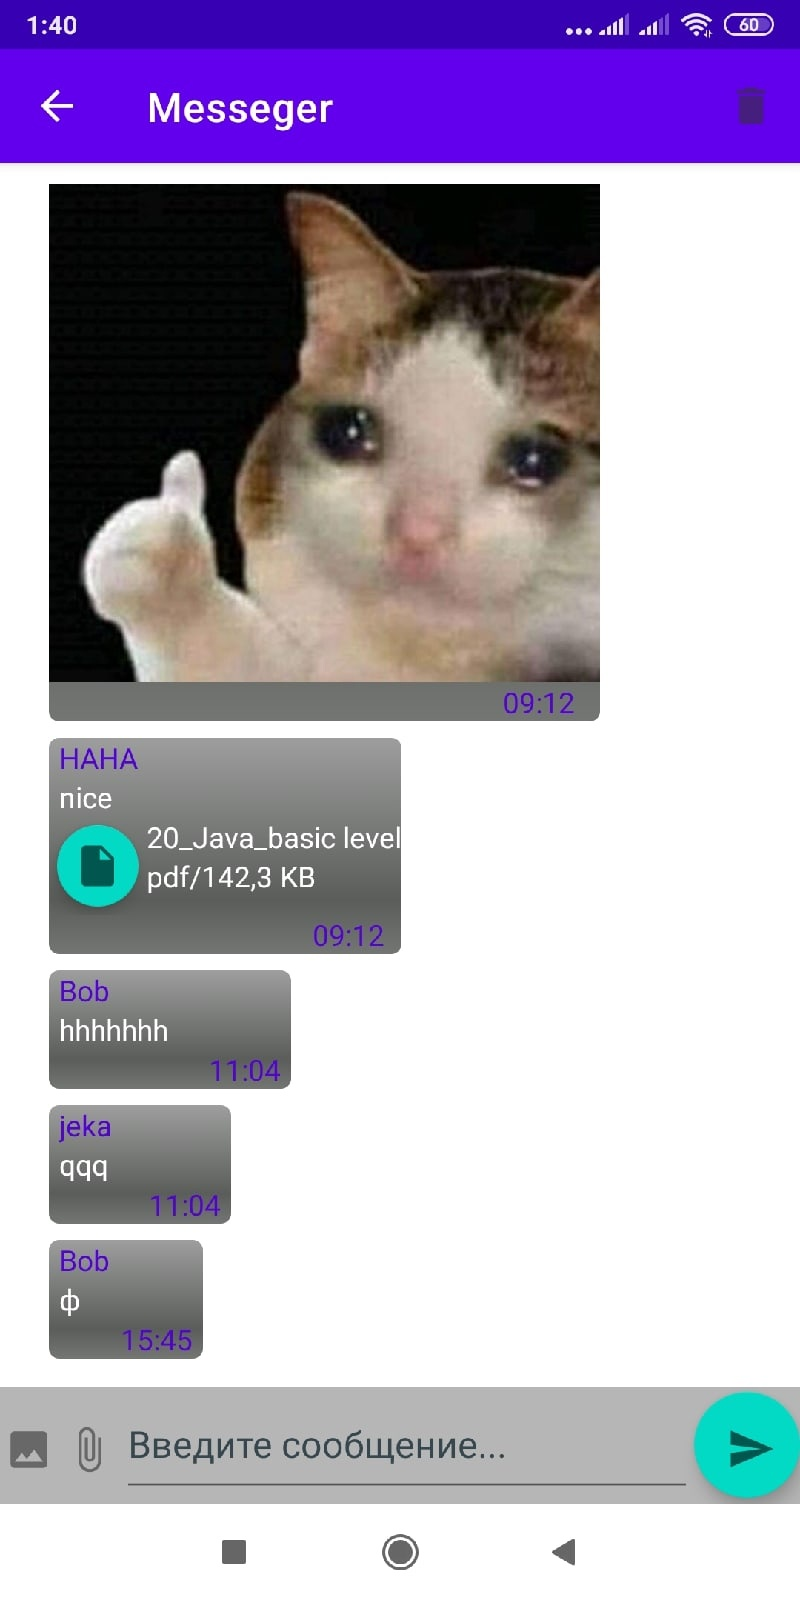 1:40
60
Messeger
09:12
HAHA
nice
20_Java_basic level
pdf/142,3 KB
09:12
Bob
hhhhhhh
11:04
jeka
qqq
11:04
Bob
ф
15:45
Введите сообщение...